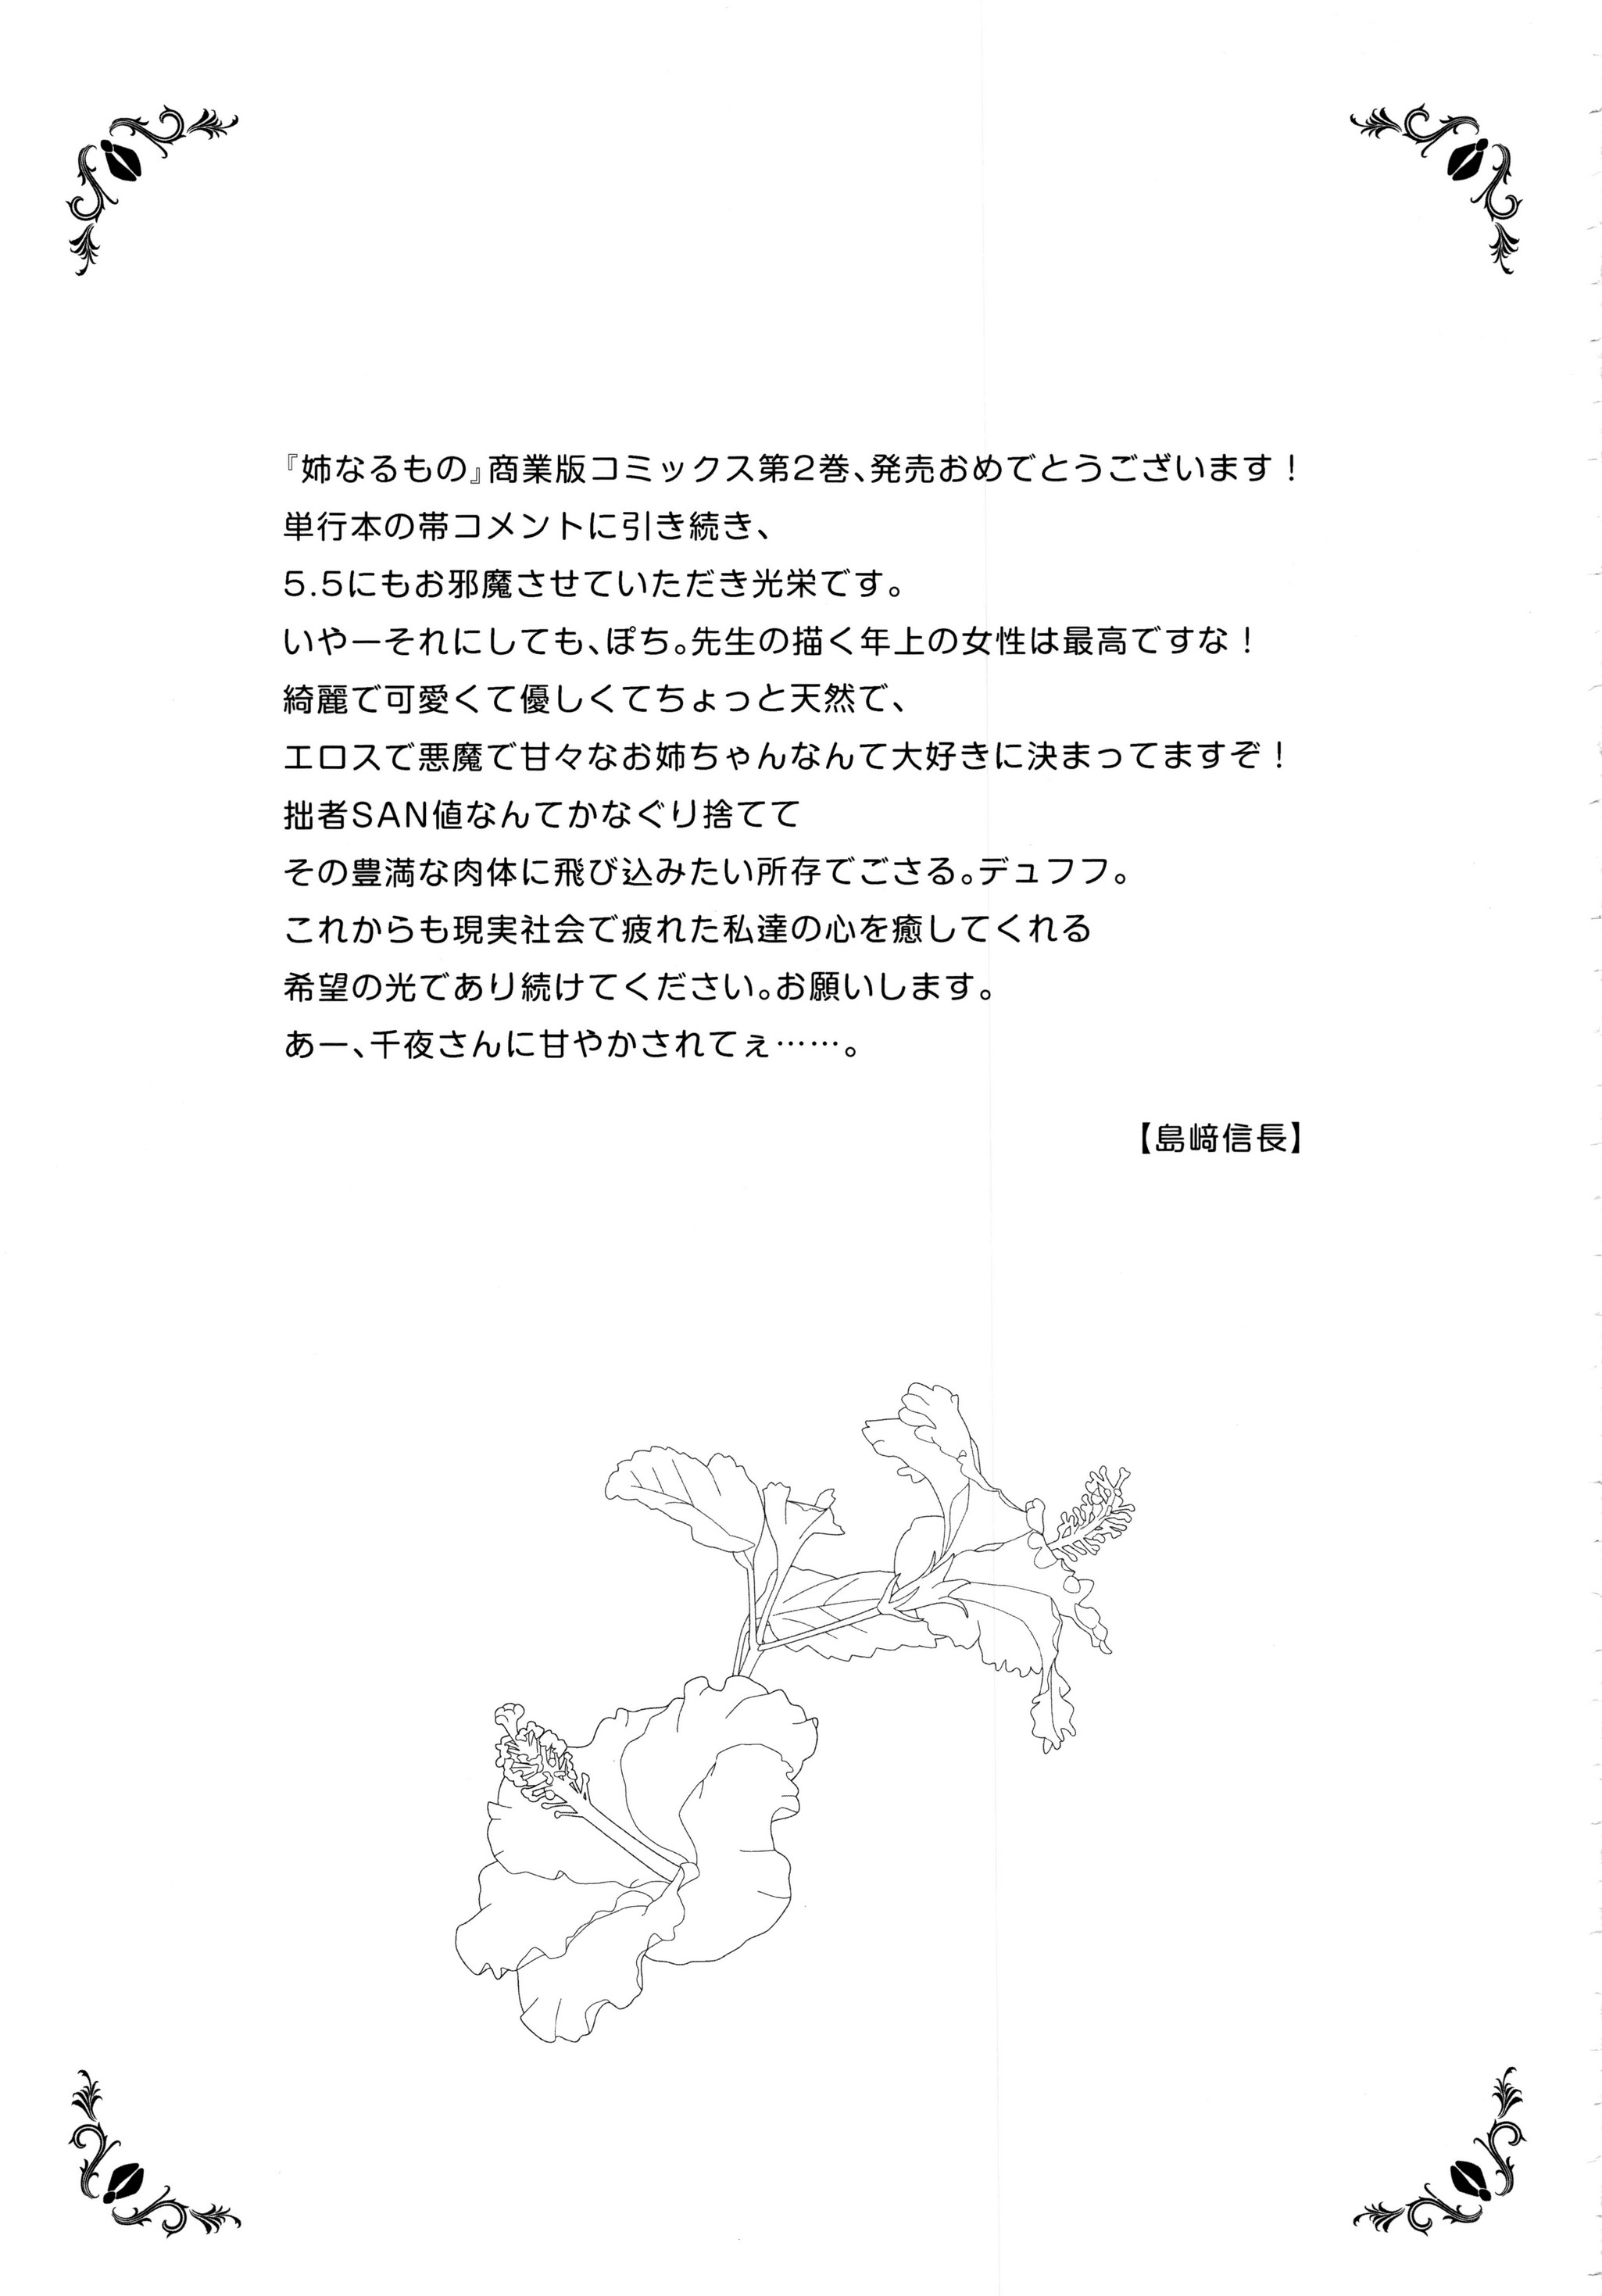 『姉なるもの』商業版コミックス第2巻、発売おめでとうございます！
単行本の帯コメントに引き続き、
5.5にもお邪魔させていただき光栄です。
いやーそれにしても、ぽち。先生の描く年上の女性は最高ですな！
綺麗で可愛くて優しくてちょっと天然で、
エロスで悪魔で甘々なお姉ちゃんなんて大好きに決まってますぞ！
拙者SAN値なんてかなぐり捨てて
その豊満な肉体に飛び込みたい所存でごさる。デュフフ。
これからも現実社会で疲れた私達の心を癒してくれる
希望の光であり続けてください。お願いします。
あー、千夜さんに甘やかされてぇ……。
【島﨑信長】